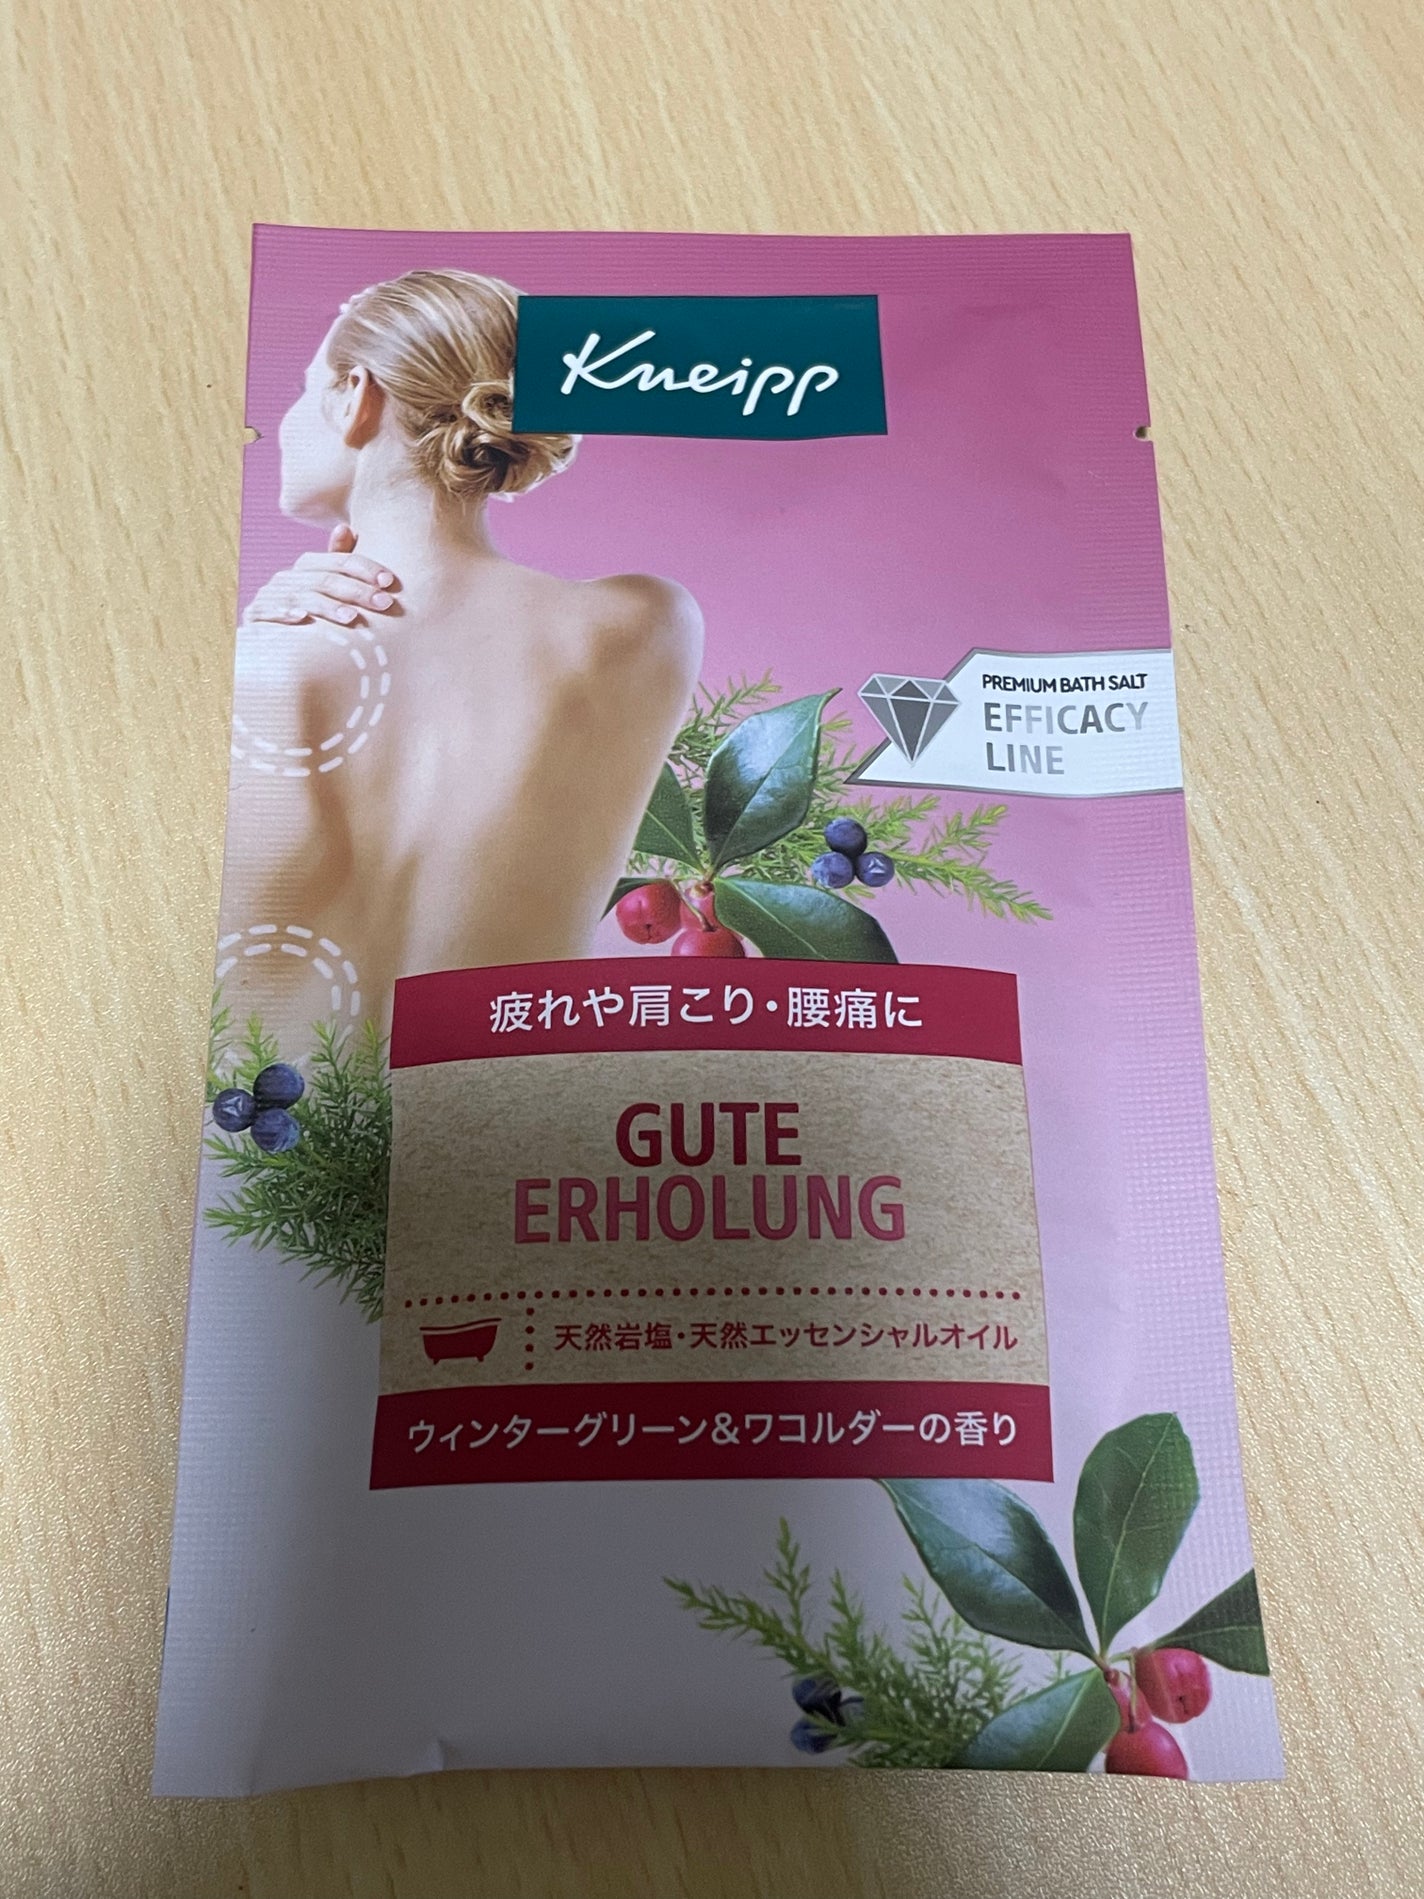 Kneipp
PREMIUM BATH SALT
EFFICACY
LINE
疲れや肩こり・腰痛に
GUTE
ERHOLUNG
天然岩塩・天然エッセンシャルオイル
ウィンターグリーン&ワコルダーの香り